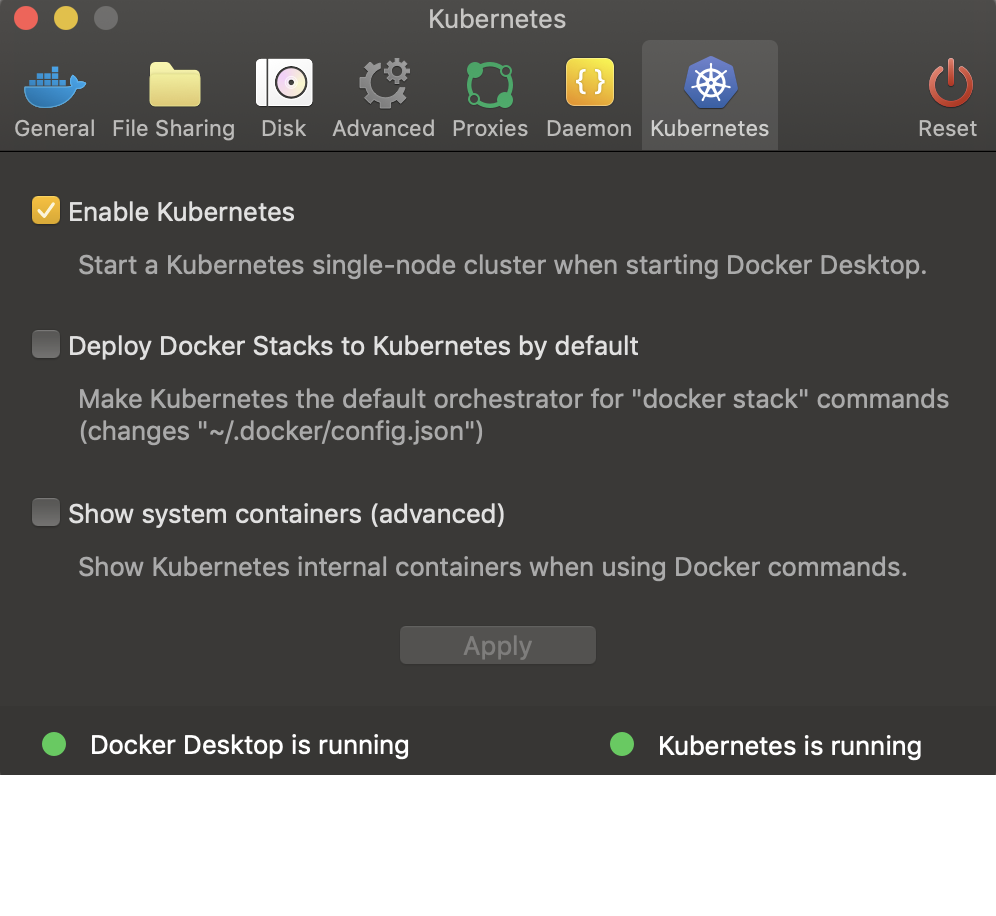 Kubernetes
General File Sharing Disk Advanced Proxies Daemon Kubernetes Reset
Enable Kubernetes
Start a Kubernetes single-node cluster when starting Docker Desktop.
Deploy Docker Stacks to Kubernetes by default
Make Kubernetes the default orchestrator for "docker stack" commands
(changes "~/.docker/config.json")
Show system containers (advanced)
Show Kubernetes internal containers when using Docker commands.
Apply
Docker Desktop is running Kubernetes is running